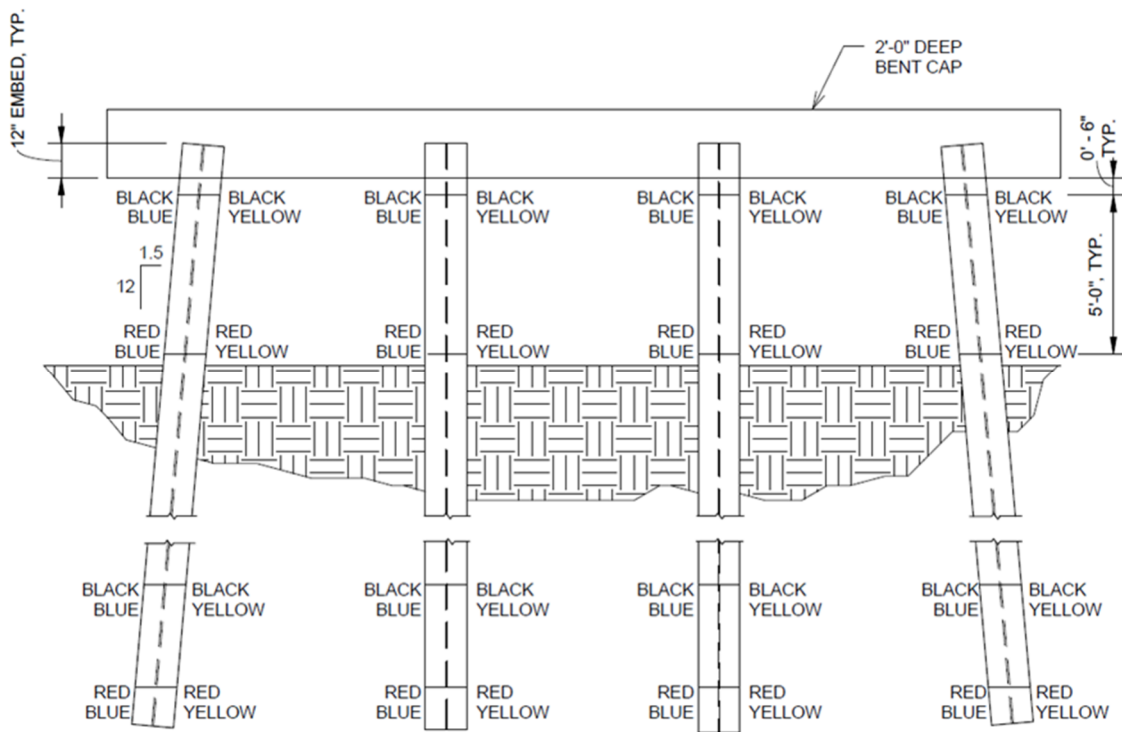 12" EMBED, TYP.
2'-0" DEEP
BENT CAP
0' - 6"
TYP.
BLACK
BLUE
BLACK
YELLOW
BLACK
BLUE
BLACK
YELLOW
BLACK
BLUE
BLACK
YELLOW
BLACK
BLUE
BLACK
YELLOW
1.5
12
5'-0", TYP.
RED
BLUE
RED
YELLOW
RED
BLUE
RED
YELLOW
RED
BLUE
RED
YELLOW
RED
BLUE
RED
YELLOW
BLACK
BLUE
BLACK
YELLOW
BLACK
BLUE
BLACK
YELLOW
BLACK
BLUE
BLACK
YELLOW
BLACK
BLUE
BLACK
YELLOW
RED
BLUE
RED
YELLOW
RED
BLUE
RED
YELLOW
RED
BLUE
RED
YELLOW
RED
BLUE
RED
YELLOW